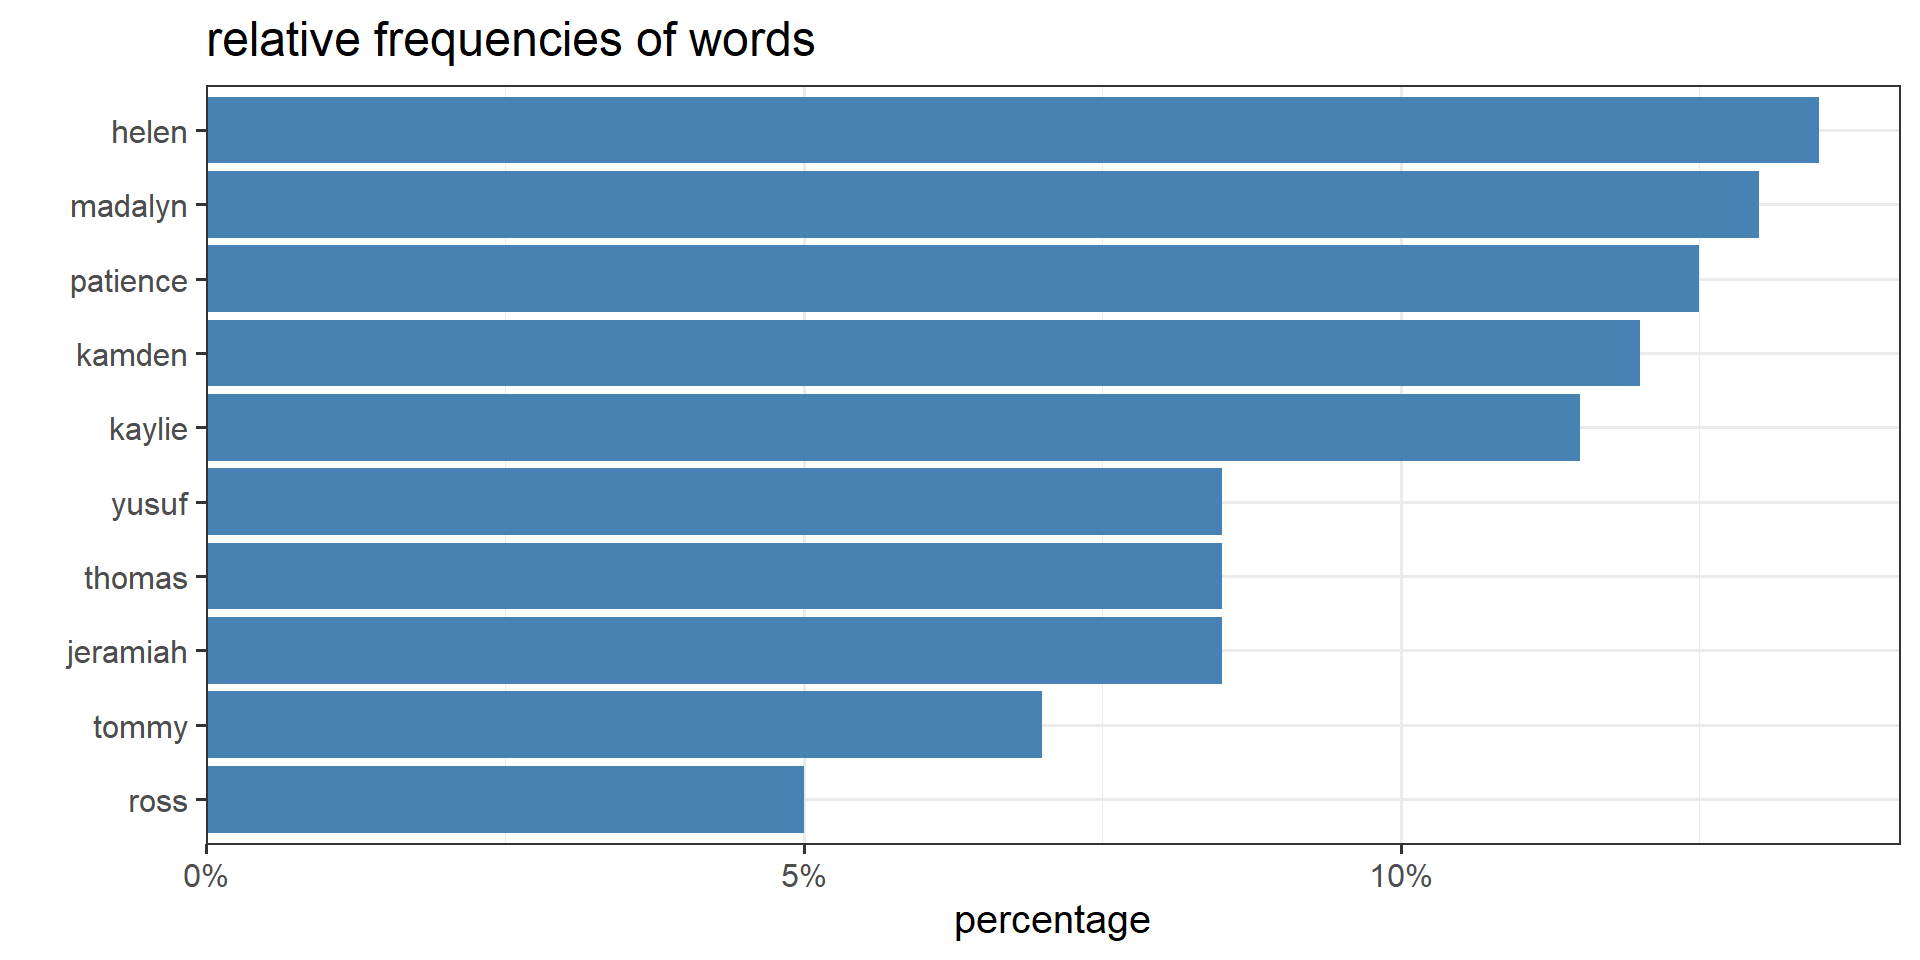 relative frequencies of words
helen
madalyn
patience
kamden
kaylie
yusuf
thomas
jeramiah
tommy
ross
0% 5% 10%
percentage